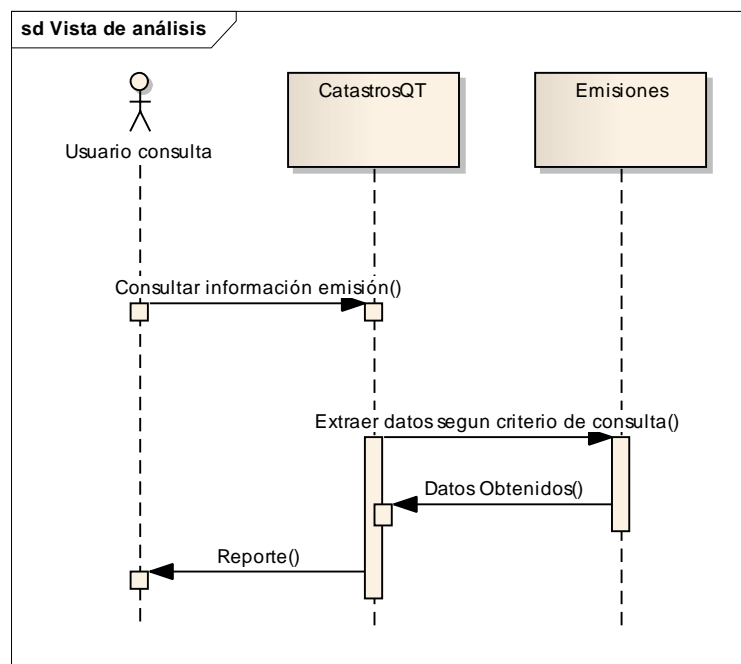 sd Vista de análisis
CatastrosQT
Emisiones
Usuario consulta
Consultar información emisión()
Extraer datos segun criterio de consulta()
Datos Obtenidos()
Reporte()